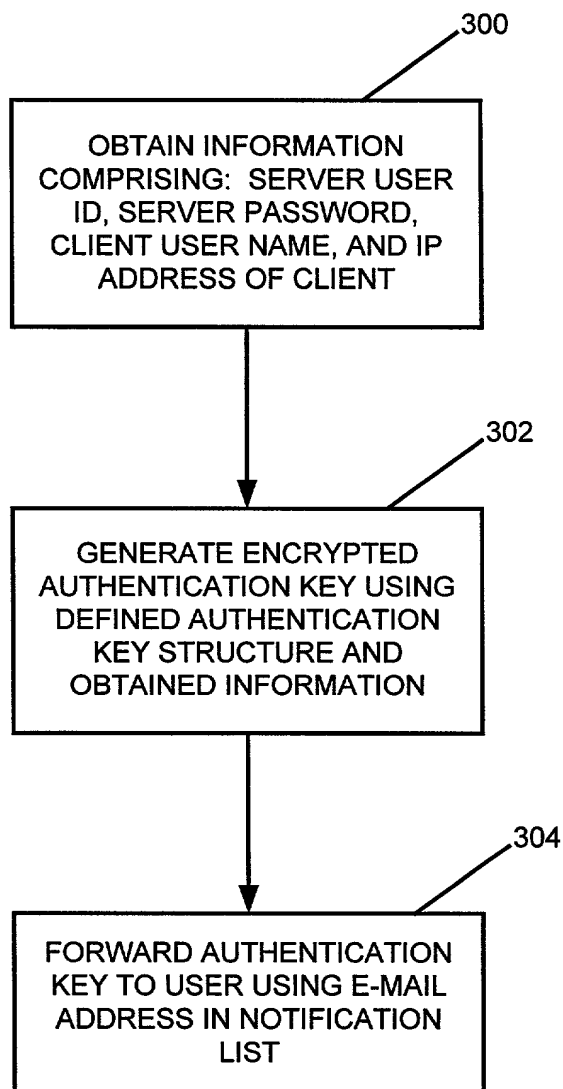 300
OBTAIN INFORMATION
COMPRISING: SERVER USER
ID, SERVER PASSWORD,
CLIENT USER NAME, AND IP
ADDRESS OF CLIENT
302
GENERATE ENCRYPTED
AUTHENTICATION KEY USING
DEFINED AUTHENTICATION
KEY STRUCTURE AND
OBTAINED INFORMATION
304
FORWARD AUTHENTICATION
KEY TO USER USING E-MAIL
ADDRESS IN NOTIFICATION
LIST